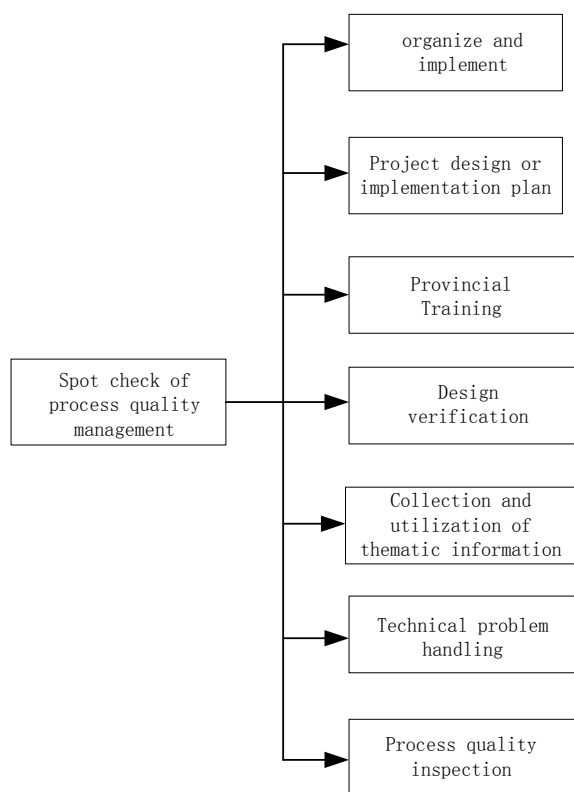 organize and
implement
Project design or
implementation plan
Provincial
Training
Spot check of
process quality
management
Design
verification
Collection and
utilization of
thematic information
Technical problem
handling
Process quality
inspection